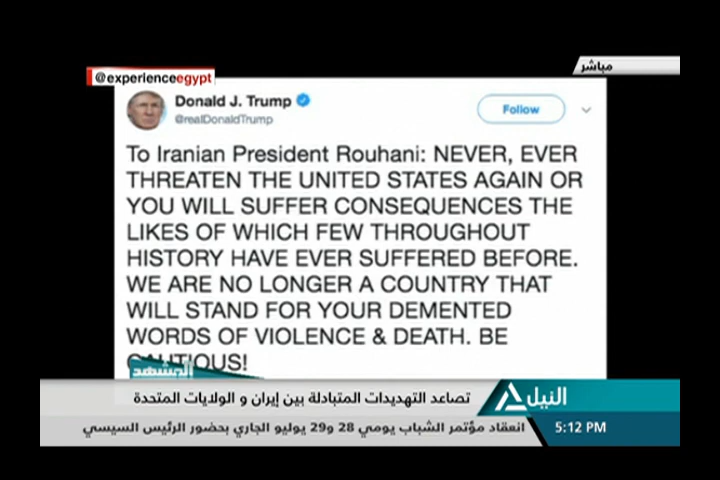 مباشر
@experienceegypt
Donald J. Trump
@realDonaldTrump
Follow
To Iranian President Rouhani: NEVER, EVER
THREATEN THE UNITED STATES AGAIN OR
YOU WILL SUFFER CONSEQUENCES THE
LIKES OF WHICH FEW THROUGHOUT
HISTORY HAVE EVER SUFFERED BEFORE.
WE ARE NO LONGER A COUNTRY THAT
WILL STAND FOR YOUR DEMENTED
WORDS OF VIOLENCE & DEATH. BE
CAUTIOUS!
المشهد
تصاعد التهديدات المتبادلة بين إيران و الولايات المتحدة
النيل
انعقاد مؤتمر الشباب يومي 28 و29 يوليو الجاري بحضور الرئيس السيسي
5:12 PM